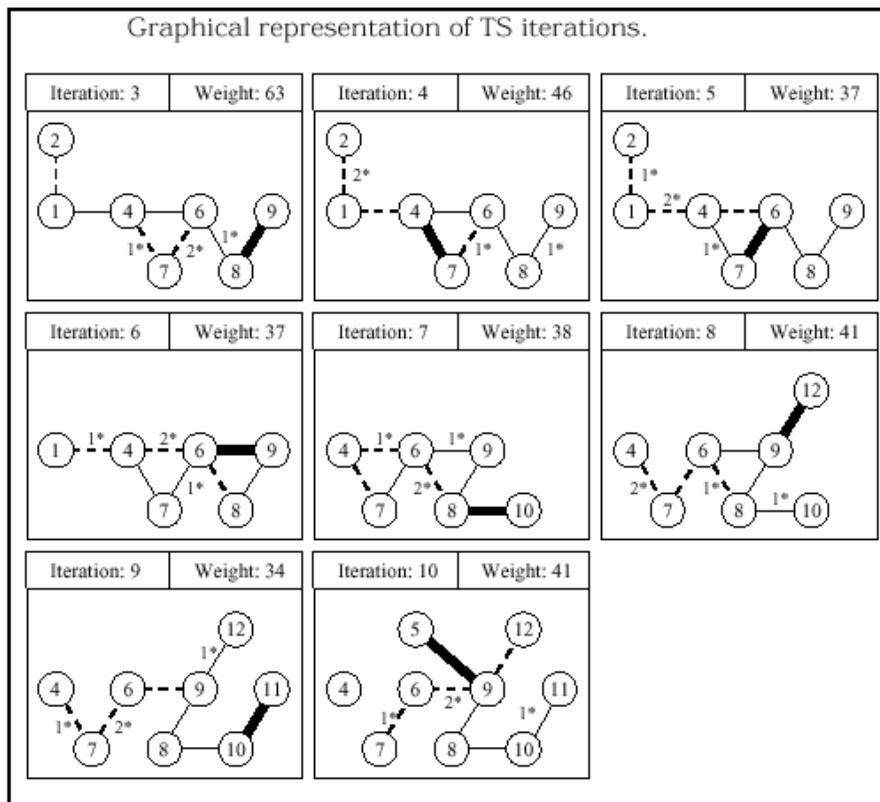 Graphical representation of TS iterations.
Iteration: 3 Weight: 63
2
1 4 6 9
1* 2* 1*
7 8
Iteration: 4 Weight: 46
2
2*
1 4 6 9
1* 1*
7 8
Iteration: 5 Weight: 37
2
1*
2*
1 4 6 9
1*
7 8
Iteration: 6 Weight: 37
1* 2*
1 4 6 9
1*
7 8
Iteration: 7 Weight: 38
1* 1*
4 6 9
2*
7 8 10
Iteration: 8 Weight: 41
12
4 6 9
2* 1* 1*
7 8 10
Iteration: 9 Weight: 34
12
1*
4 6 9 11
1* 2*
7 8 10
Iteration: 10 Weight: 41
5 12
4 6 9 11
2*
1* 1*
7 8 10